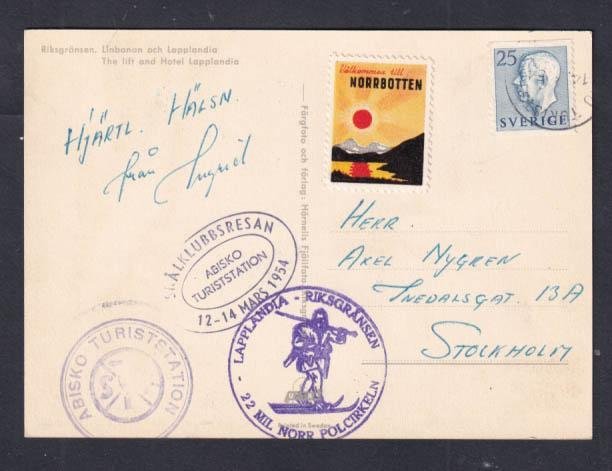 Riksgränsen. Linbanan och Lapplandia
The lift and Hotel Lapplandia
HJÄRTL. HÄLSN.
från Ingrid
Välkommen till
NORRBOTTEN
25
SVERIGE
HERR
AXEL NYGREN
SNEDALSGAT. 13A
STOCKHOLM
ABISKO
TURISTSTATION
12-14 MARS 1954
ABISKO TURISTSTATION
LAPPLANDIA - RIKSGRÄNSEN
22 MIL NORR POLCIRKELN
Färgfoto och förlag: Hörnells Fjällfoto
Printed in Sweden